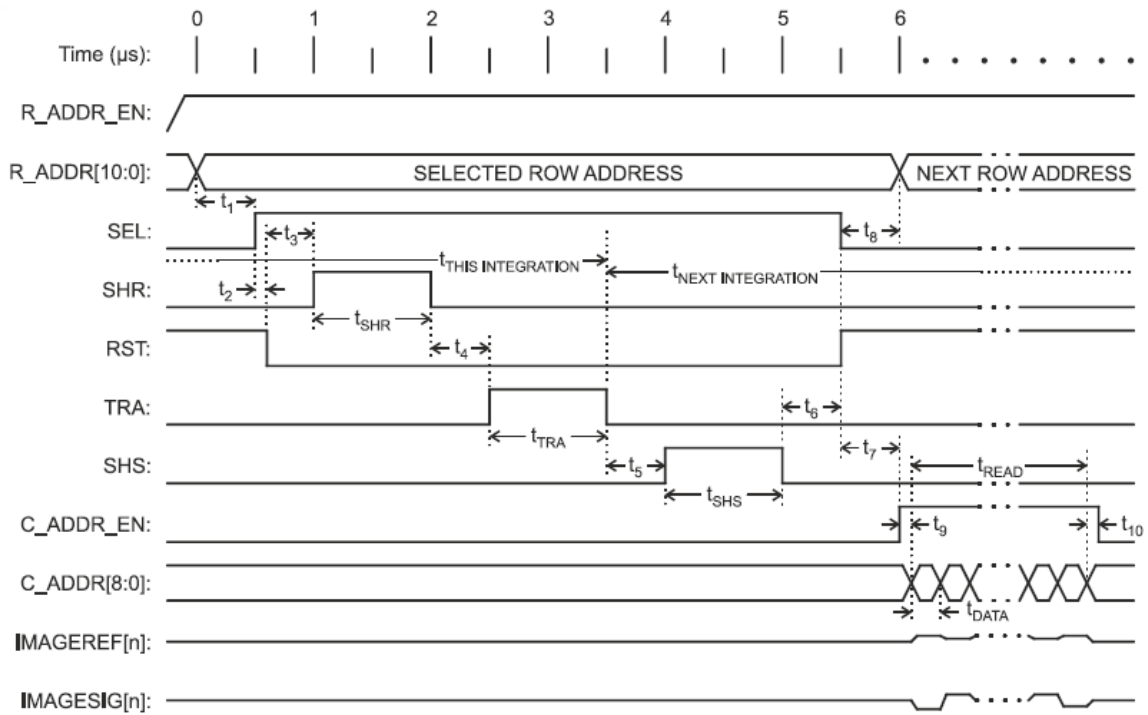 0 1 2 3 4 5 6
Time (µs):
R_ADDR_EN:
R_ADDR[10:0]: SELECTED ROW ADDRESS NEXT ROW ADDRESS
t1
SEL:
t3 t8
tTHIS INTEGRATION tNEXT INTEGRATION
SHR:
t2
tSHR
RST: t4
TRA:
t6
tTRA t7
SHS: t5 tREAD
tSHS
C_ADDR_EN: t9 t10
C_ADDR[8:0]:
tDATA
IMAGEREF[n]:
IMAGESIG[n]: